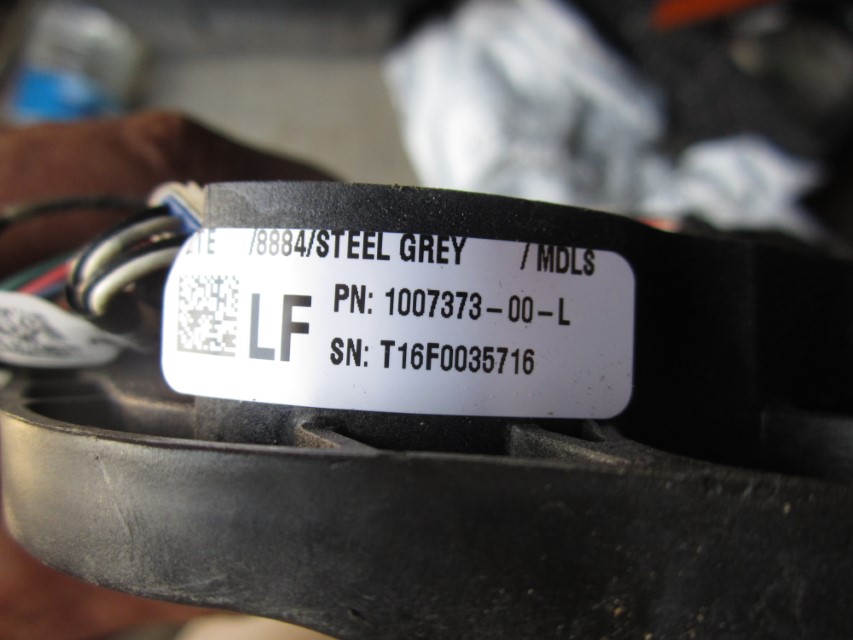 /8884/STEEL GREY / MDLS
LF
PN: 1007373-00-L
SN: T16F0035716